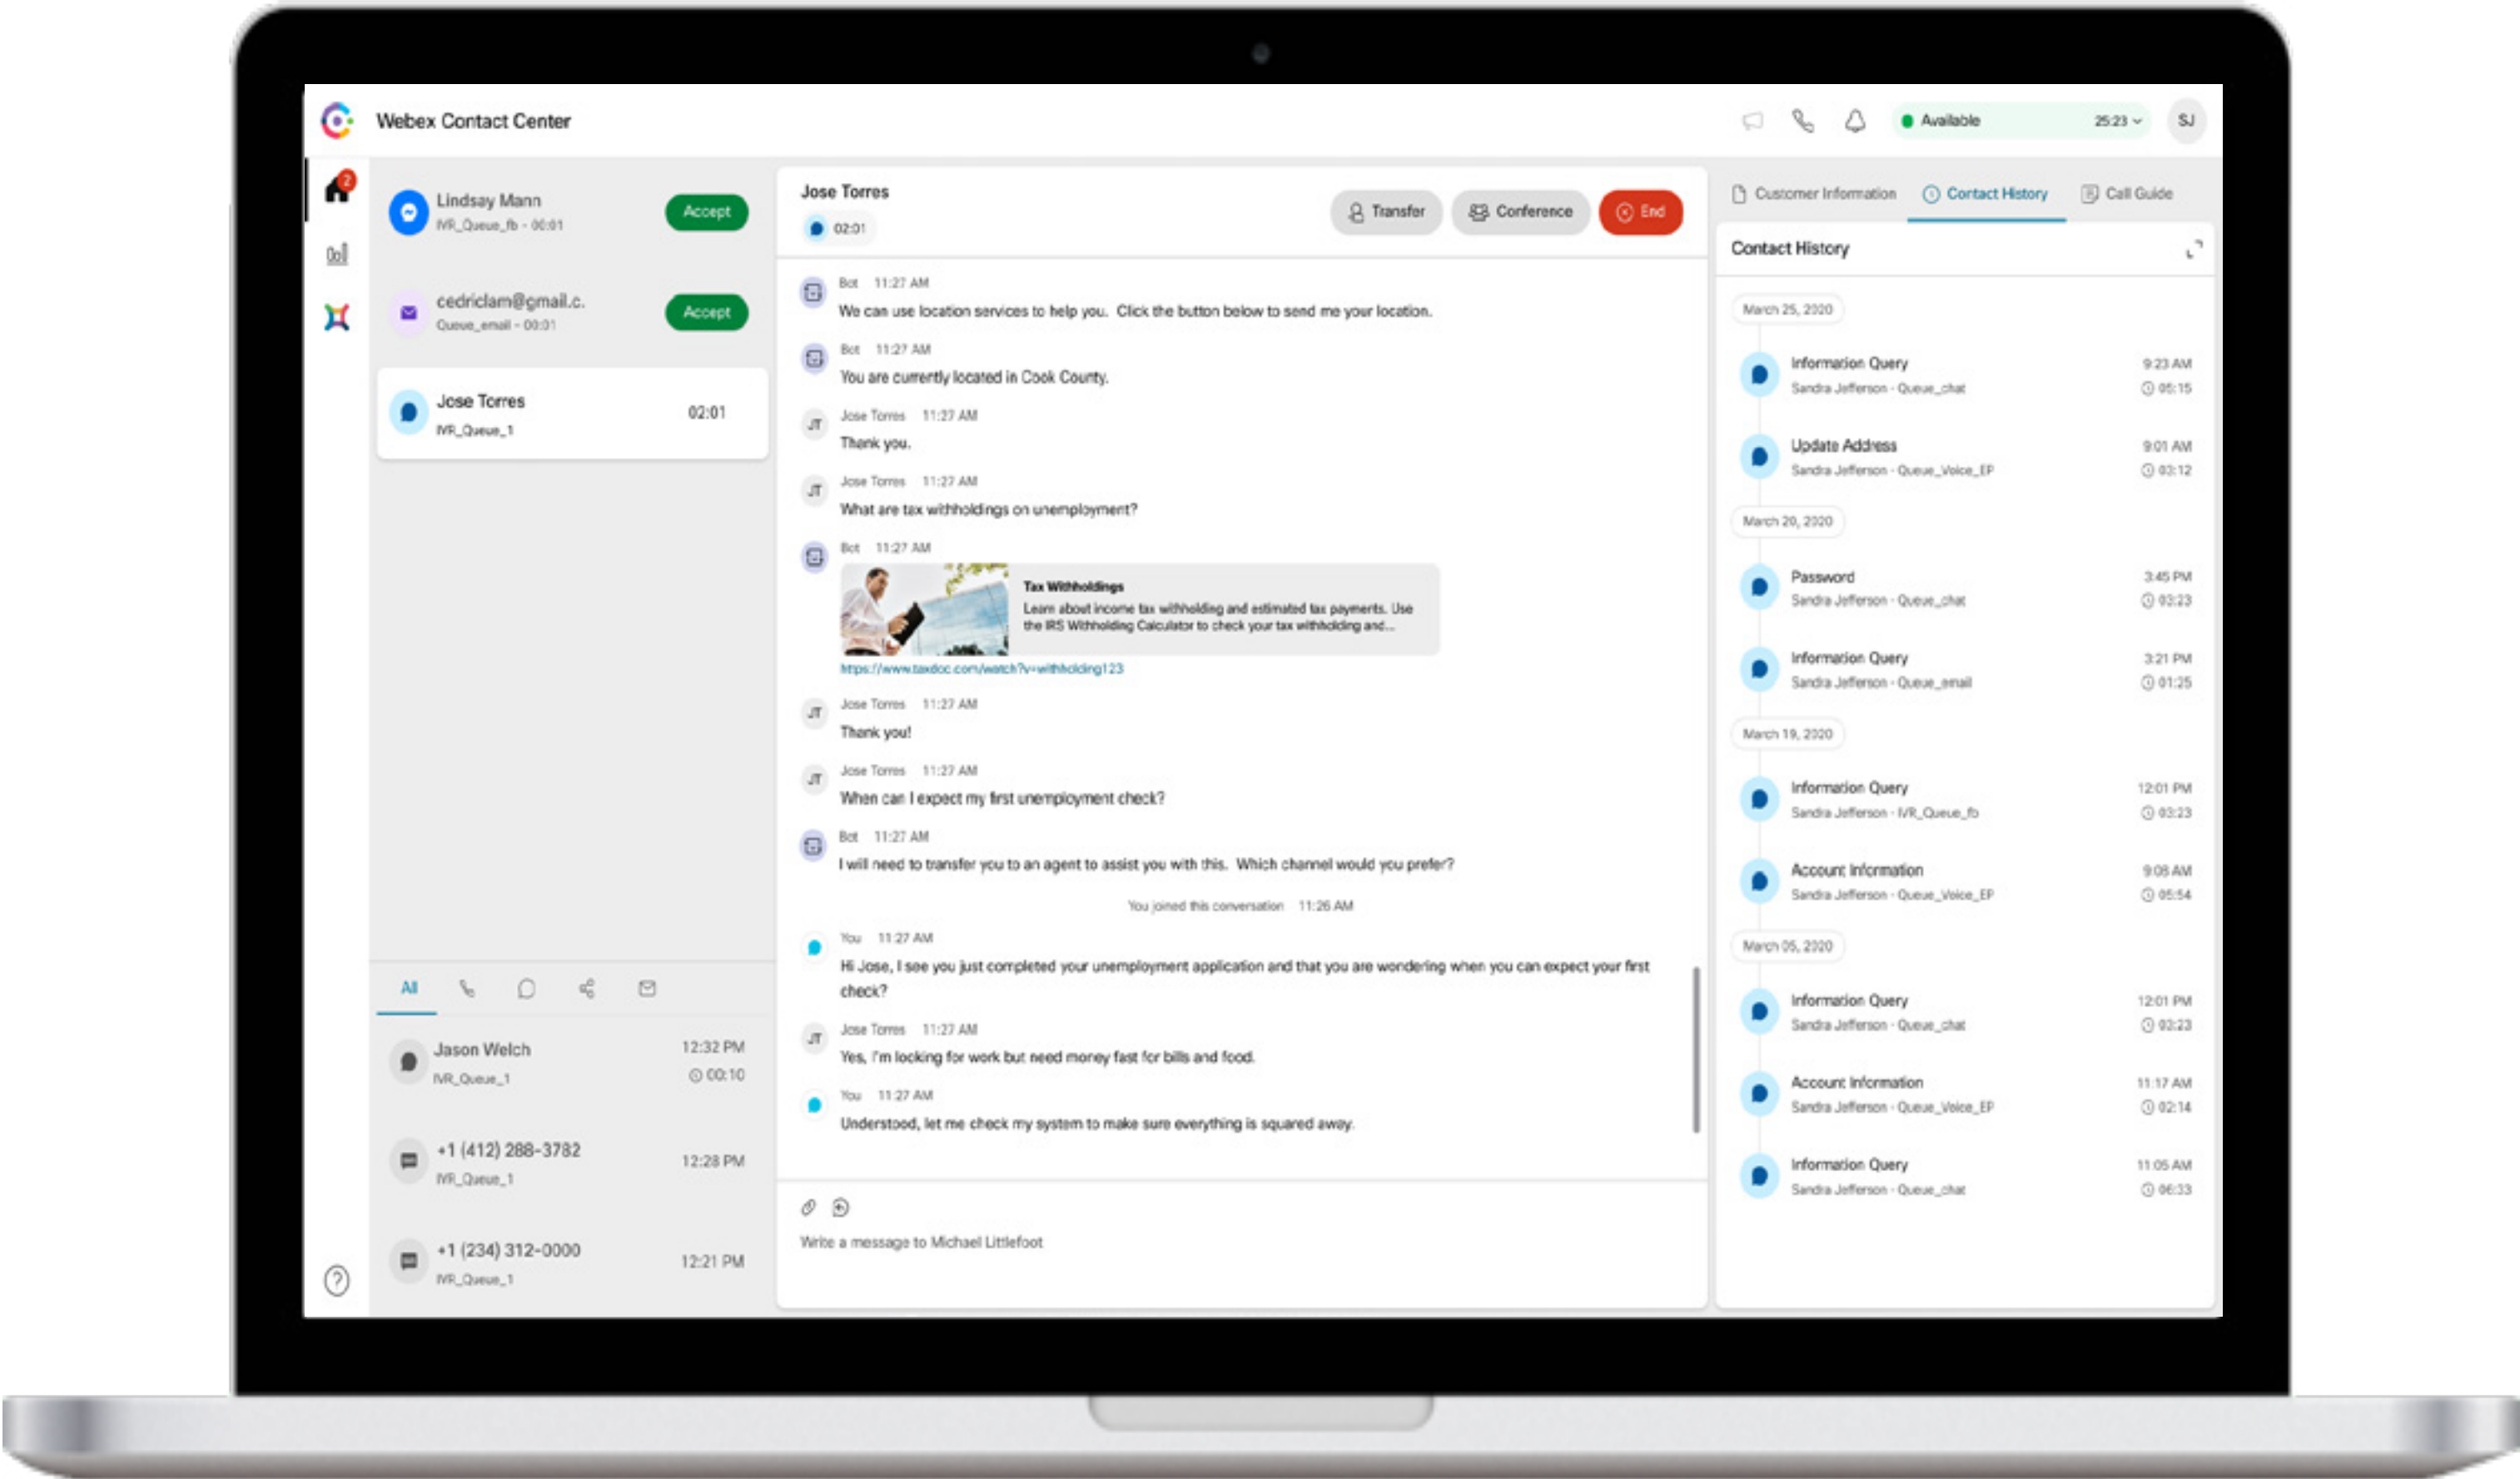 Webex Contact Center
Available
25:23
SJ
2
Lindsay Mann
IVR_Queue_fb - 00:01
Accept
cedriclam@gmail.c.
Queue_email - 00:01
Accept
Jose Torres
IVR_Queue_1
02:01
All
Jason Welch
IVR_Queue_1
12:32 PM
00:10
+1 (412) 288-3782
IVR_Queue_1
12:28 PM
+1 (234) 312-0000
IVR_Queue_1
12:21 PM
Jose Torres
02:01
Transfer
Conference
End
Bot 11:27 AM
We can use location services to help you. Click the button below to send me your location.
Bot 11:27 AM
You are currently located in Cook County.
JT
Jose Torres 11:27 AM
Thank you.
JT
Jose Torres 11:27 AM
What are tax withholdings on unemployment?
Bot 11:27 AM
Tax Withholdings
Learn about income tax withholding and estimated tax payments. Use
the IRS Withholding Calculator to check your tax withholding and...
https://www.taxdoc.com/watch?v=withholding123
JT
Jose Torres 11:27 AM
Thank you!
JT
Jose Torres 11:27 AM
When can I expect my first unemployment check?
Bot 11:27 AM
I will need to transfer you to an agent to assist you with this. Which channel would you prefer?
You joined this conversation 11:26 AM
You 11:27 AM
Hi Jose, I see you just completed your unemployment application and that you are wondering when you can expect your first
check?
JT
Jose Torres 11:27 AM
Yes, I'm looking for work but need money fast for bills and food.
You 11:27 AM
Understood, let me check my system to make sure everything is squared away.
Write a message to Michael Littlefoot
Customer Information
Contact History
Call Guide
Contact History
March 25, 2020
Information Query
9:23 AM
Sandra Jefferson - Queue_chat
05:15
Update Address
9:01 AM
Sandra Jefferson - Queue_Voice_EP
03:12
March 20, 2020
Password
3:45 PM
Sandra Jefferson - Queue_chat
03:23
Information Query
3:21 PM
Sandra Jefferson - Queue_email
01:25
March 19, 2020
Information Query
12:01 PM
Sandra Jefferson - IVR_Queue_fb
03:23
Account Information
9:08 AM
Sandra Jefferson - Queue_Voice_EP
05:54
March 05, 2020
Information Query
12:01 PM
Sandra Jefferson - Queue_chat
03:23
Account Information
11:17 AM
Sandra Jefferson - Queue_Voice_EP
02:14
Information Query
11:05 AM
Sandra Jefferson - Queue_chat
06:33